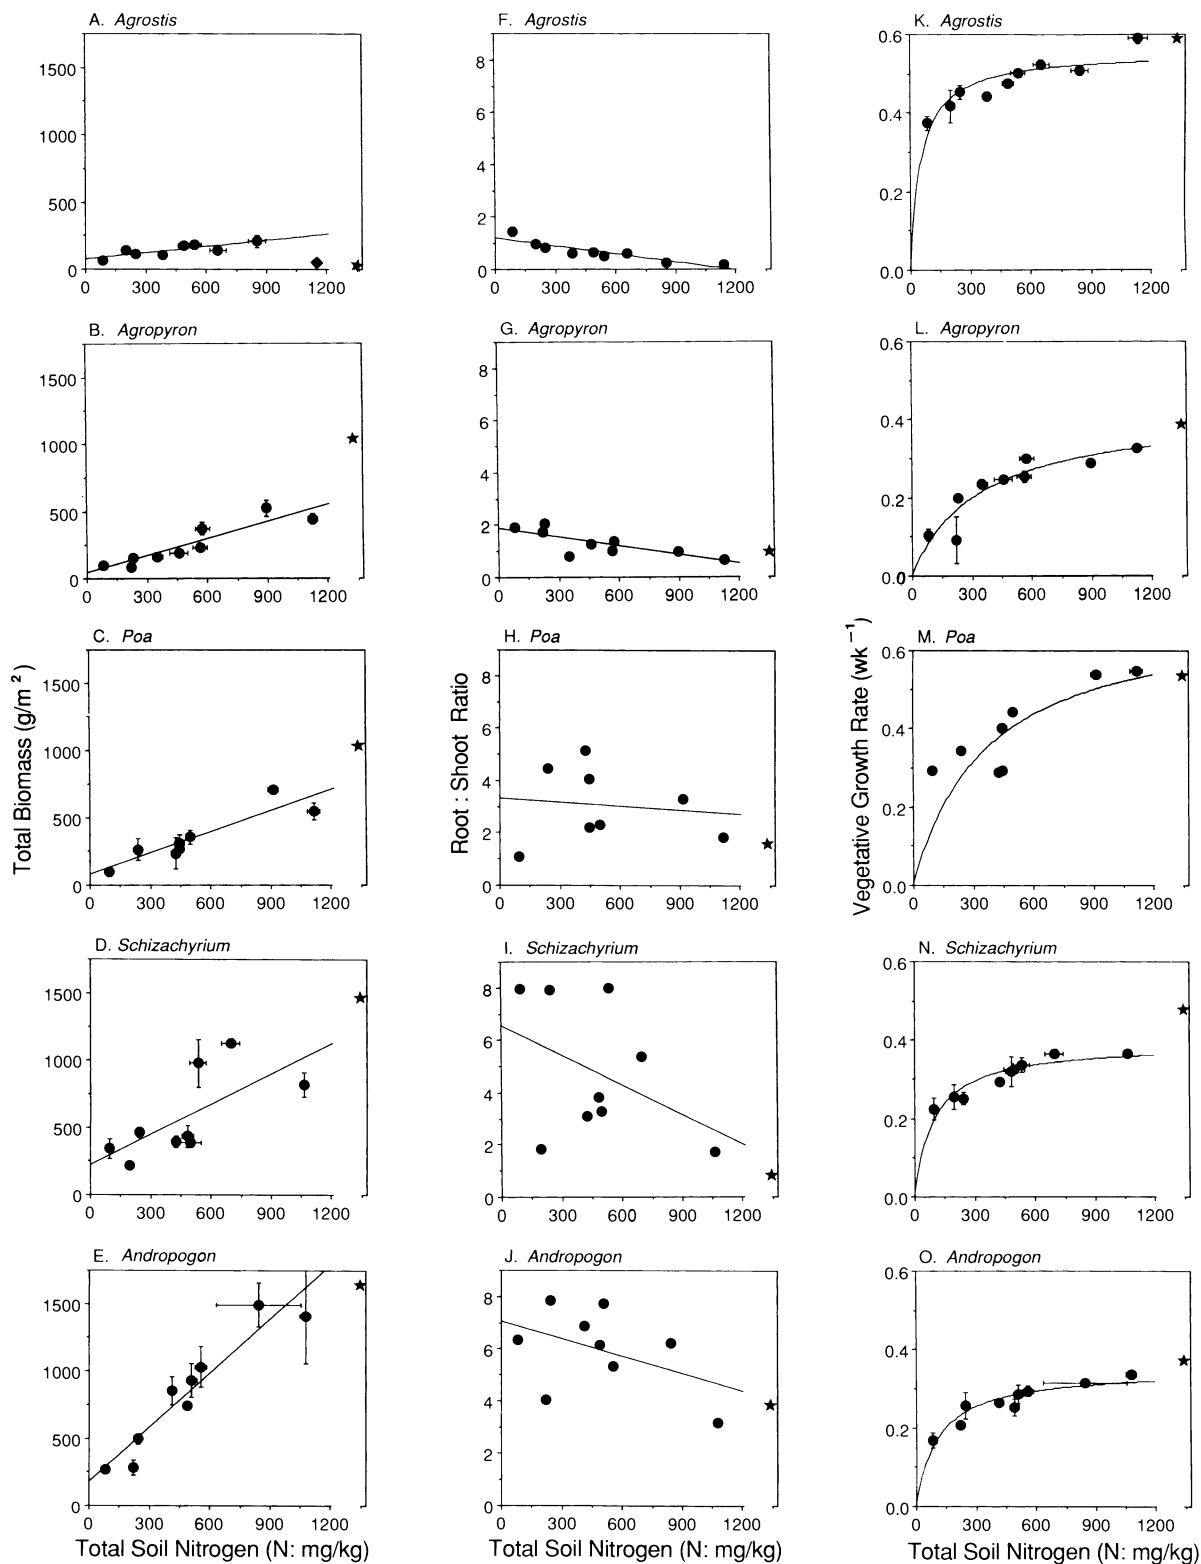 A. Agrostis
1500
1000
500
0
0 300 600 900 1200
F. Agrostis
8
6
4
2
0
0 300 600 900 1200
K. Agrostis
0.6
0.4
0.2
0.0
0 300 600 900 1200
B. Agropyron
1500
1000
500
0
0 300 600 900 1200
G. Agropyron
8
6
4
2
0
0 300 600 900 1200
L. Agropyron
0.6
0.4
0.2
0.0
0 300 600 900 1200
Total Biomass (g/m²)
C. Poa
1500
1000
500
0
0 300 600 900 1200
Root : Shoot Ratio
H. Poa
8
6
4
2
0
0 300 600 900 1200
Vegetative Growth Rate (wk⁻¹)
M. Poa
0.6
0.4
0.2
0.0
0 300 600 900 1200
D. Schizachyrium
1500
1000
500
0
0 300 600 900 1200
I. Schizachyrium
8
6
4
2
0
0 300 600 900 1200
N. Schizachyrium
0.6
0.4
0.2
0.0
0 300 600 900 1200
E. Andropogon
1500
1000
500
0
0 300 600 900 1200
Total Soil Nitrogen (N: mg/kg)
J. Andropogon
8
6
4
2
0
0 300 600 900 1200
Total Soil Nitrogen (N: mg/kg)
O. Andropogon
0.6
0.4
0.2
0.0
0 300 600 900 1200
Total Soil Nitrogen (N: mg/kg)